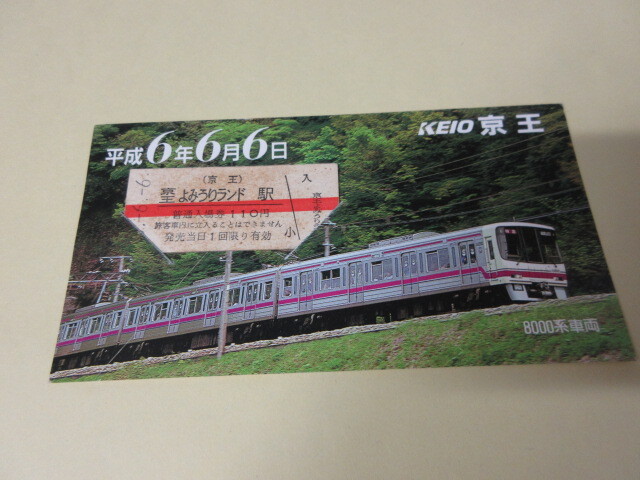 平成6年6月6日
KEIO 京王
(京王)
京王よみうりランド 駅
普通入場券 110円
旅客車内に立入ることはできません
発売当日1回限り有効
入
小
8000系車両